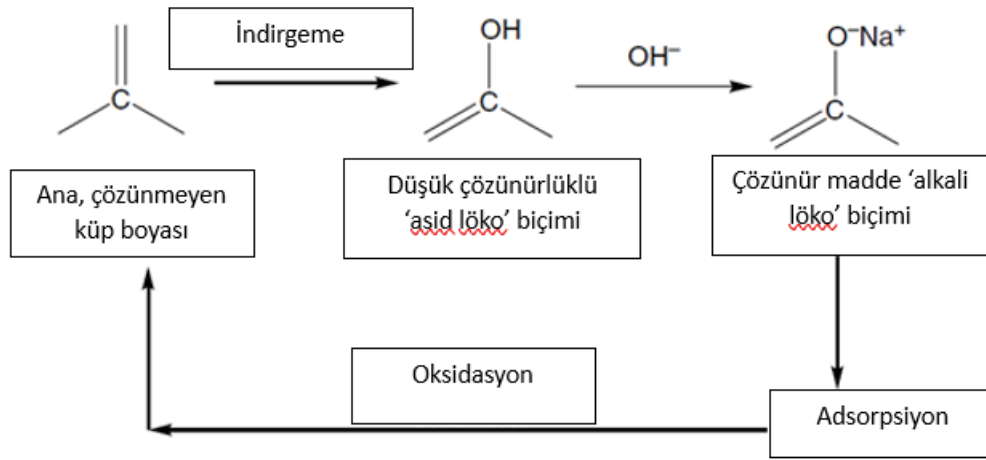 İndirgeme
OH
OH⁻
O⁻Na⁺
C
C
C
Ana, çözünmeyen
küp boyası
Düşük çözünürlüklü
‘asid löko’ biçimi
Çözünür madde ‘alkali
löko’ biçimi
Oksidasyon
Adsorpsiyon